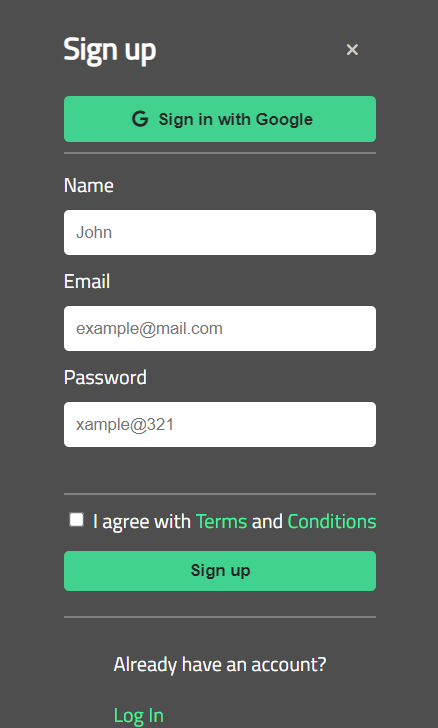 Sign up
×
Sign in with Google
Name
John
Email
example@mail.com
Password
xample@321
I agree with Terms and Conditions
Sign up
Already have an account?
Log In